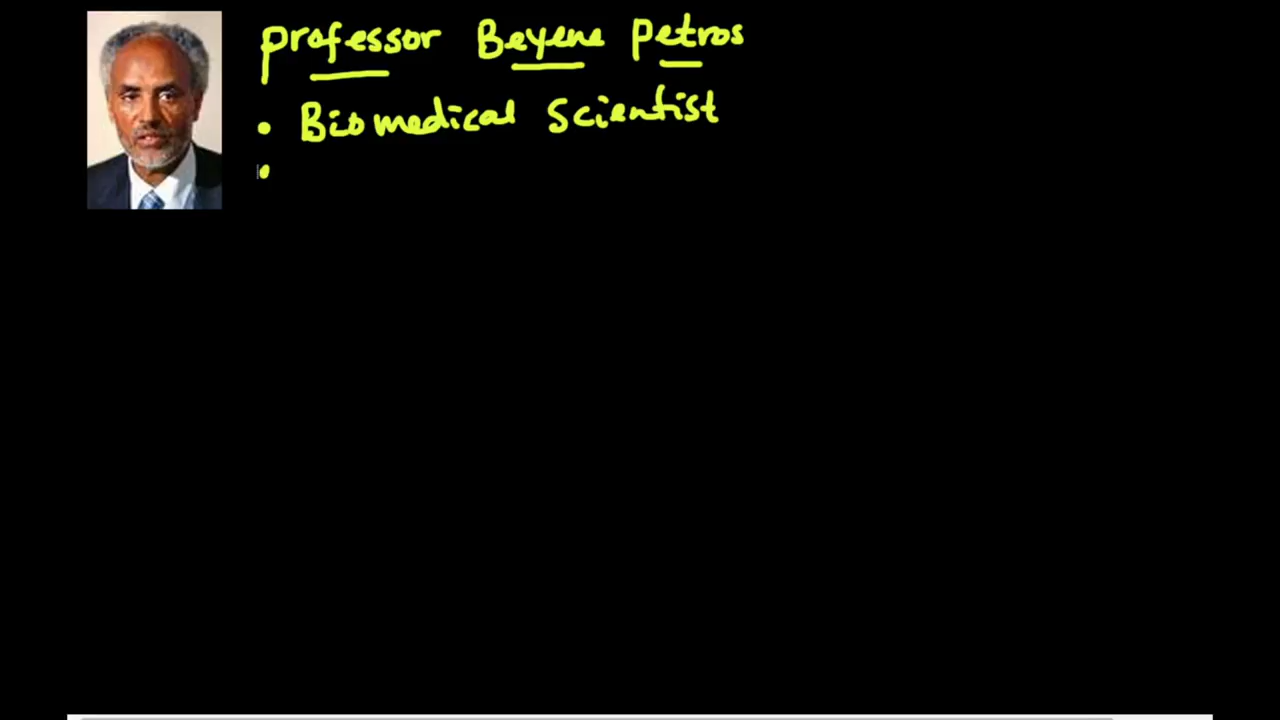 professor Beyene petros
• Biomedical Scientist
•